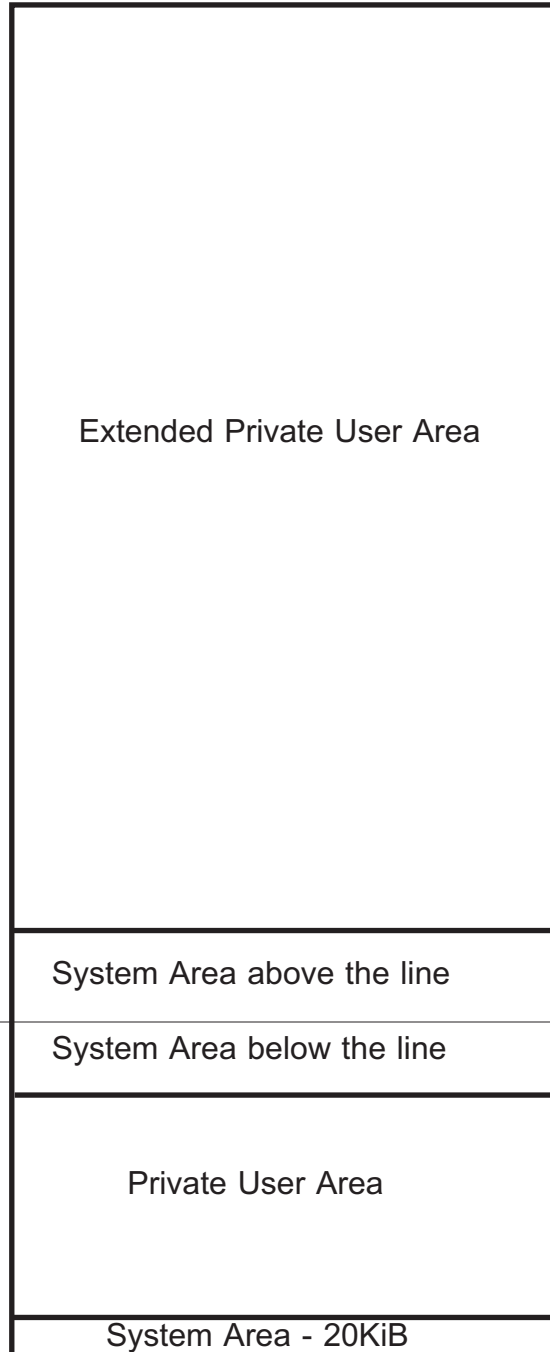 Extended Private User Area
System Area above the line
System Area below the line
Private User Area
System Area - 20KiB